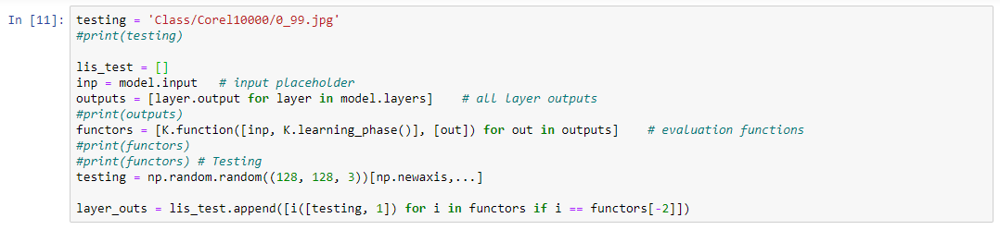 In [11]: testing = 'Class/Corel10000/0_99.jpg'
#print(testing)
lis_test = []
inp = model.input   # input placeholder
outputs = [layer.output for layer in model.layers]    # all layer outputs
#print(outputs)
functors = [K.function([inp, K.learning_phase()], [out]) for out in outputs]    # evaluation functions
#print(functors)
#print(functors) # Testing
testing = np.random.random((128, 128, 3))[np.newaxis,...]
layer_outs = lis_test.append([i([testing, 1]) for i in functors if i == functors[-2]])